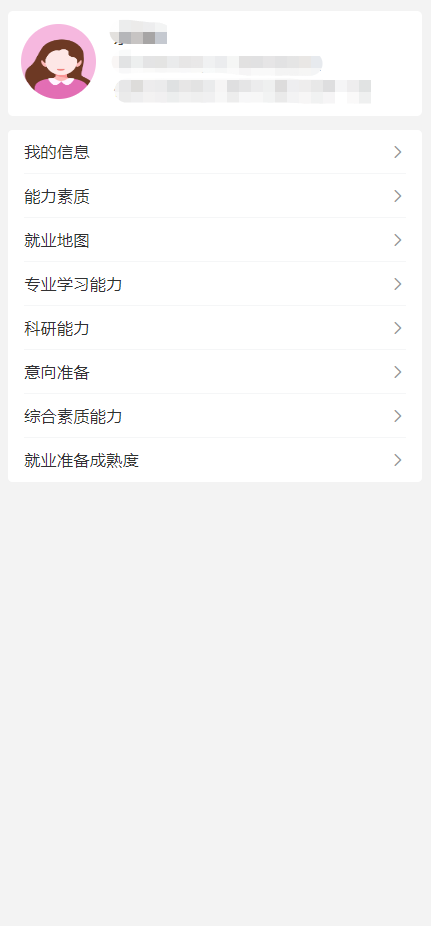 我的信息
能力素质
就业地图
专业学习能力
科研能力
意向准备
综合素质能力
就业准备成熟度